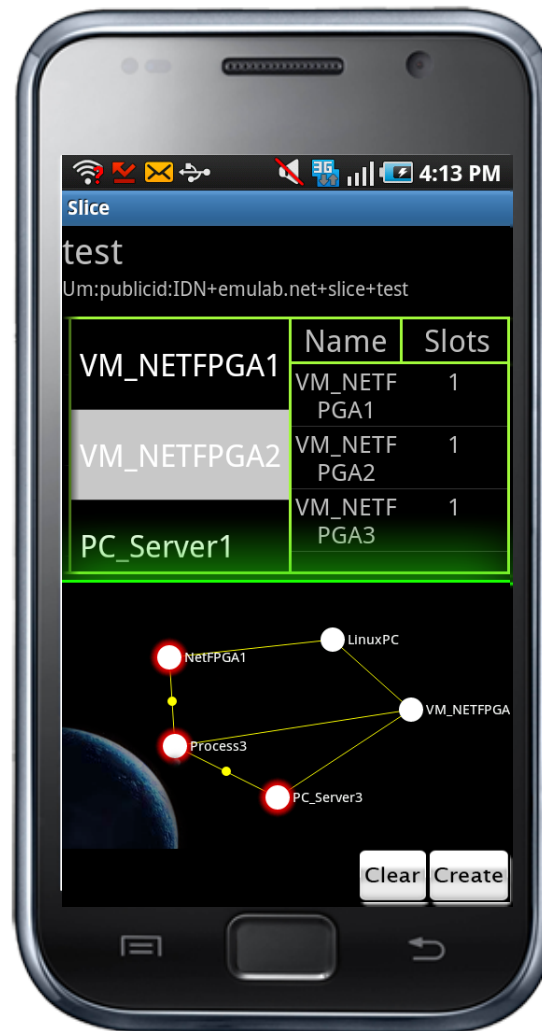 3G 4:13 PM
Slice
test
Um:publicid:IDN+emulab.net+slice+test
VM_NETFPGA1
VM_NETFPGA2
PC_Server1
Name Slots
VM_NETF 1
PGA1
VM_NETF 1
PGA2
VM_NETF 1
PGA3
LinuxPC
NetFPGA1
VM_NETFPGA
Process3
PC_Server3
Clear Create